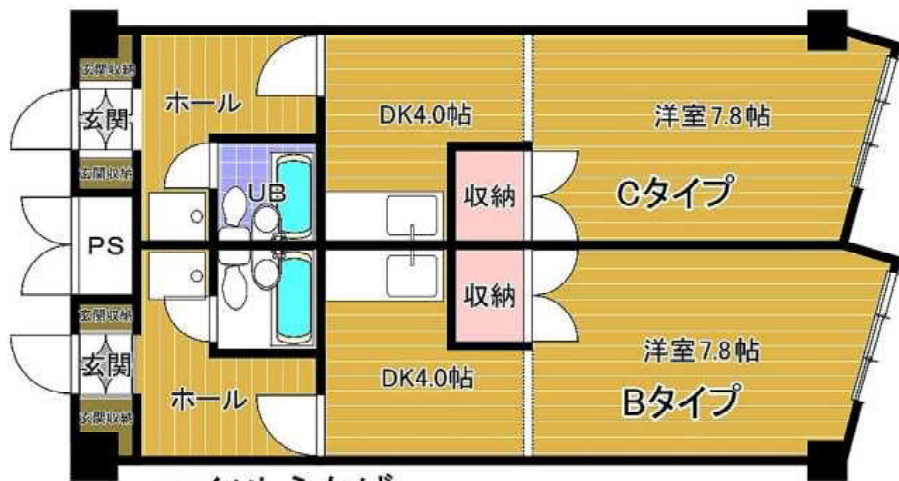 玄関収納
玄関
玄関収納
ホール
UB
DK4.0帖
収納
洋室7.8帖
Cタイプ
PS
玄関収納
玄関
玄関収納
ホール
DK4.0帖
収納
洋室7.8帖
Bタイプ